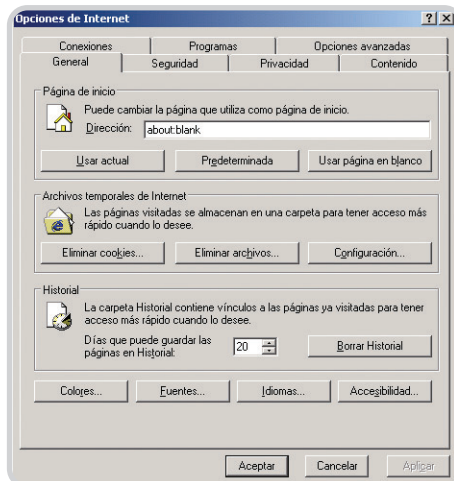 Opciones de Internet
Conexiones Programas Opciones avanzadas
General Seguridad Privacidad Contenido
Página de inicio
Puede cambiar la página que utiliza como página de inicio.
Dirección: about:blank
Usar actual Predeterminada Usar página en blanco
Archivos temporales de Internet
Las páginas visitadas se almacenan en una carpeta para tener acceso más
rápido cuando lo desee.
Eliminar cookies... Eliminar archivos... Configuración...
Historial
La carpeta Historial contiene vínculos a las páginas ya visitadas para tener
acceso más rápido cuando lo desee.
Días que puede guardar las
páginas en Historial: 20 Borrar Historial
Colores... Fuentes... Idiomas... Accesibilidad...
Aceptar Cancelar Aplicar